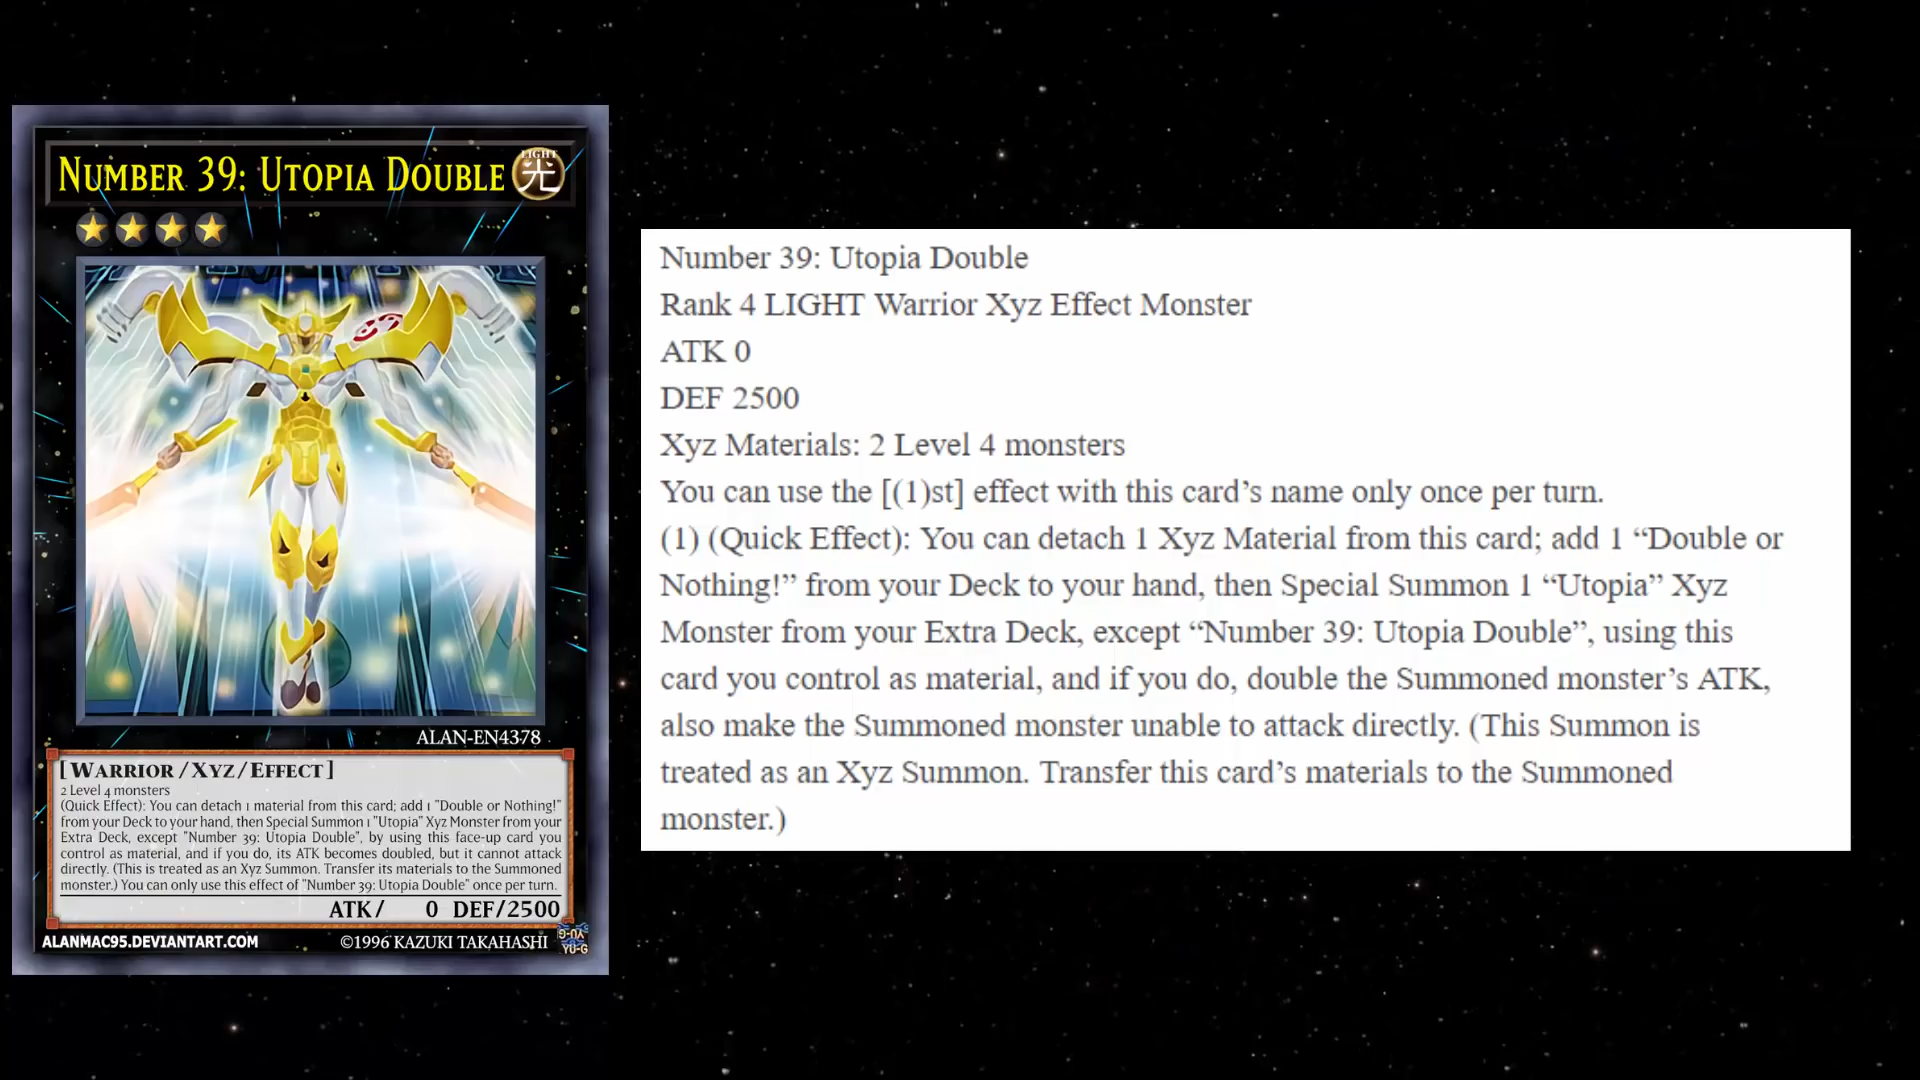 NUMBER 39: UTOPIA DOUBLE
LIGHT
光
39
ALAN-EN4378
[WARRIOR/XYZ/EFFECT]
2 Level 4 monsters
(Quick Effect): You can detach 1 material from this card; add 1 "Double or Nothing!"
from your Deck to your hand, then Special Summon 1 "Utopia" Xyz Monster from your
Extra Deck, except "Number 39: Utopia Double", by using this face-up card you
control as material, and if you do, its ATK becomes doubled, but it cannot attack
directly. (This is treated as an Xyz Summon. Transfer its materials to the Summoned
monster.) You can only use this effect of "Number 39: Utopia Double" once per turn.
ATK/ 0 DEF/2500
ALANMAC95.DEVIANTART.COM
©1996 KAZUKI TAKAHASHI
Number 39: Utopia Double
Rank 4 LIGHT Warrior Xyz Effect Monster
ATK 0
DEF 2500
Xyz Materials: 2 Level 4 monsters
You can use the [(1)st] effect with this card’s name only once per turn.
(1) (Quick Effect): You can detach 1 Xyz Material from this card; add 1 “Double or
Nothing!” from your Deck to your hand, then Special Summon 1 “Utopia” Xyz
Monster from your Extra Deck, except “Number 39: Utopia Double”, using this
card you control as material, and if you do, double the Summoned monster’s ATK,
also make the Summoned monster unable to attack directly. (This Summon is
treated as an Xyz Summon. Transfer this card’s materials to the Summoned
monster.)